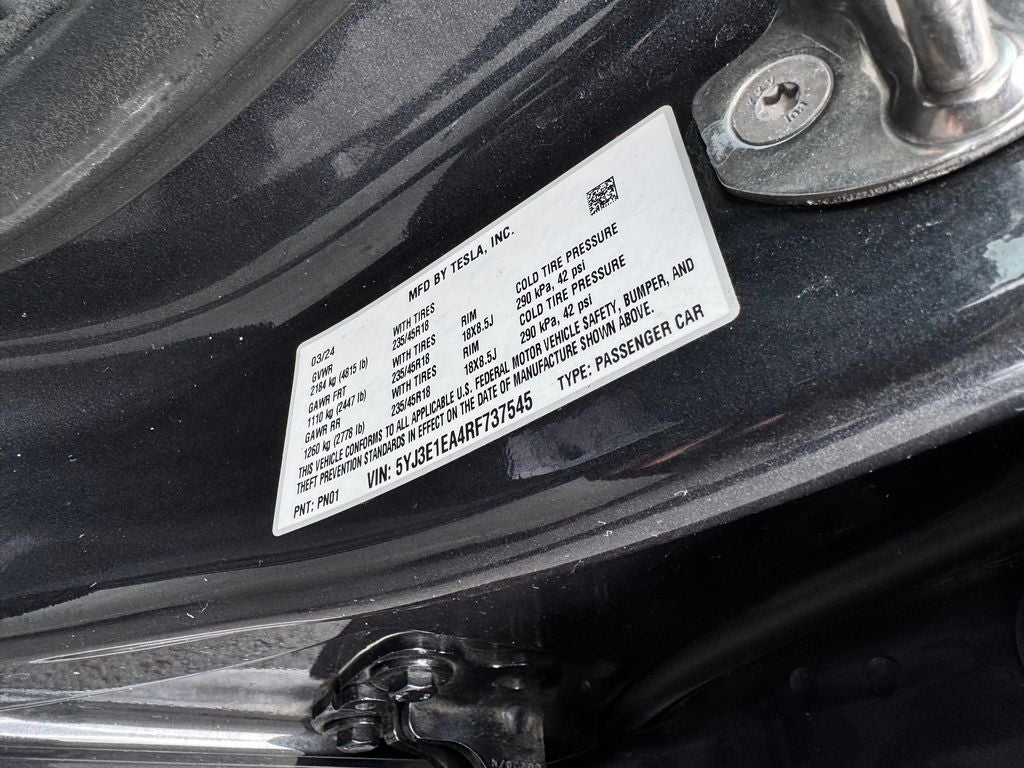 MFD BY TESLA, INC.
03/24
GVWR WITH TIRES RIM COLD TIRE PRESSURE
2184 kg (4815 lb) 235/45R18 18X8.5J 290 kPa, 42 psi
GAWR FRT WITH TIRES RIM COLD TIRE PRESSURE
1110 kg (2447 lb) 235/45R18 18X8.5J 290 kPa, 42 psi
GAWR RR WITH TIRES
1260 kg (2778 lb) 235/45R18
THIS VEHICLE CONFORMS TO ALL APPLICABLE U.S. FEDERAL MOTOR VEHICLE SAFETY, BUMPER, AND
THEFT PREVENTION STANDARDS IN EFFECT ON THE DATE OF MANUFACTURE SHOWN ABOVE.
VIN: 5YJ3E1EA4RF737545 TYPE: PASSENGER CAR
PNT: PN01